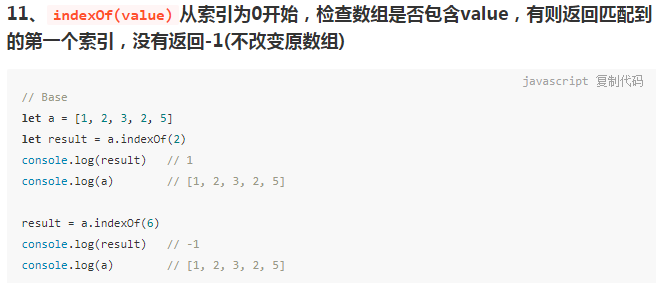 11、indexOf(value) 从索引为0开始，检查数组是否包含value，有则返回匹配到
的第一个索引，没有返回-1(不改变原数组)
javascript 复制代码
// Base
let a = [1, 2, 3, 2, 5]
let result = a.indexOf(2)
console.log(result)   // 1
console.log(a)        // [1, 2, 3, 2, 5]
result = a.indexOf(6)
console.log(result)   // -1
console.log(a)        // [1, 2, 3, 2, 5]